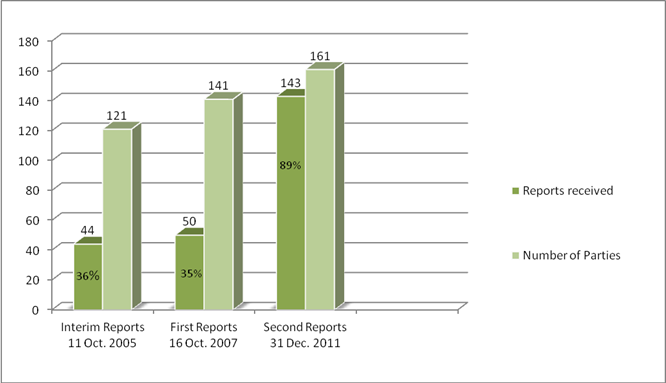 180
160
140
120
100
80
60
40
20
0
44
121
36%
50
141
35%
143
161
89%
Interim Reports
11 Oct. 2005
First Reports
16 Oct. 2007
Second Reports
31 Dec. 2011
Reports received
Number of Parties